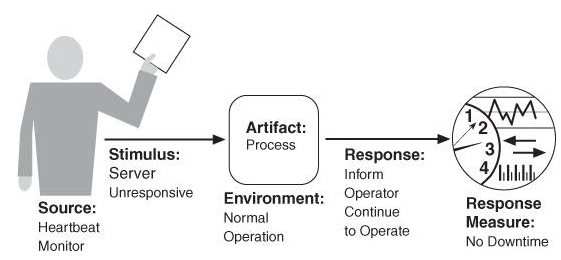 Source:
Heartbeat
Monitor
Stimulus:
Server
Unresponsive
Artifact:
Process
Environment:
Normal
Operation
Response:
Inform
Operator
Continue
to Operate
1
2
3
4
Response
Measure:
No Downtime